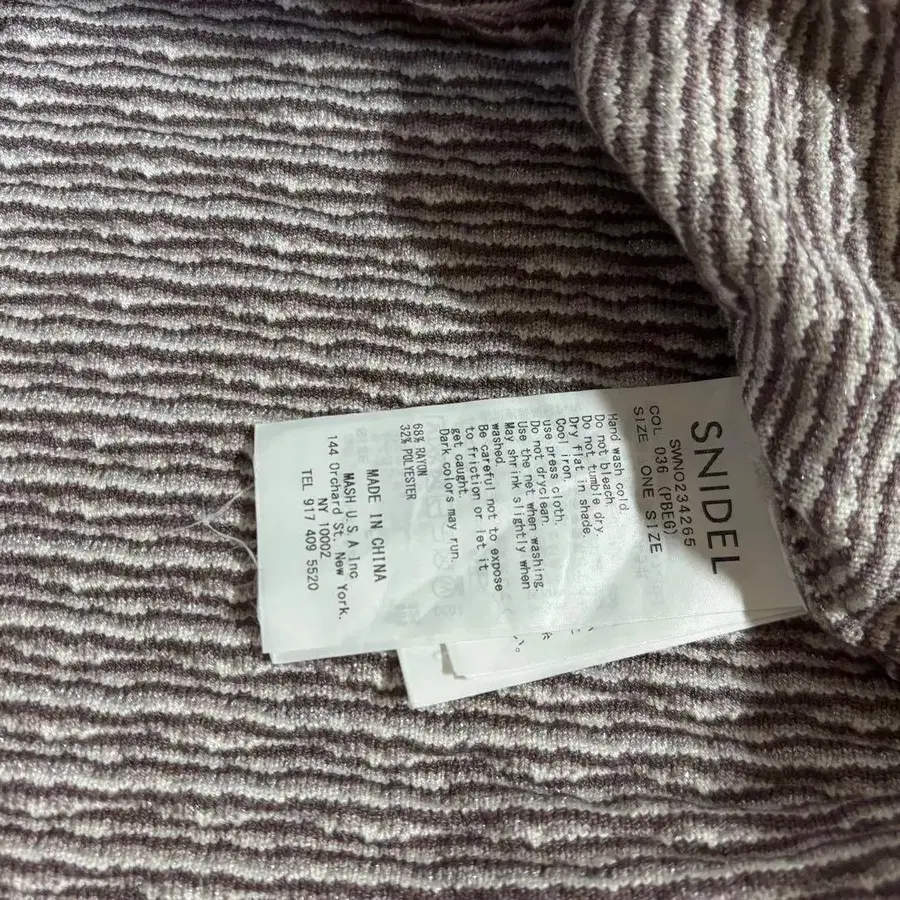 SNIDEL
SWNO234265
COL 036 (PBEG)
SIZE ONE SIZE
Hand wash cold.
Do not bleach.
Do not tumble dry.
Dry flat in shade.
Cool iron.
use press cloth.
Do not dryclean.
Use the net when washing.
May shrink slightly when
washed.
Be careful not to expose
to friction or let it
get caught.
Dark colors may run.
68% RAYON
32% POLYESTER
MADE IN CHINA
MASH U S A Inc
144 Orchard St. New York.
NY 10002
TEL 917 409 5520